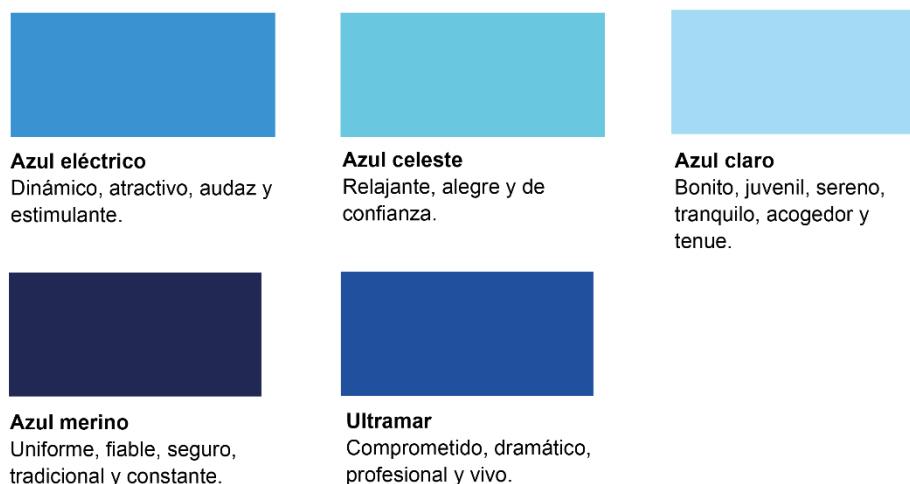 Azul eléctrico
Dinámico, atractivo, audaz y
estimulante.
Azul celeste
Relajante, alegre y de
confianza.
Azul claro
Bonito, juvenil, sereno,
tranquilo, acogedor y
tenue.
Azul merino
Uniforme, fiable, seguro,
tradicional y constante.
Ultramar
Comprometido, dramático,
profesional y vivo.